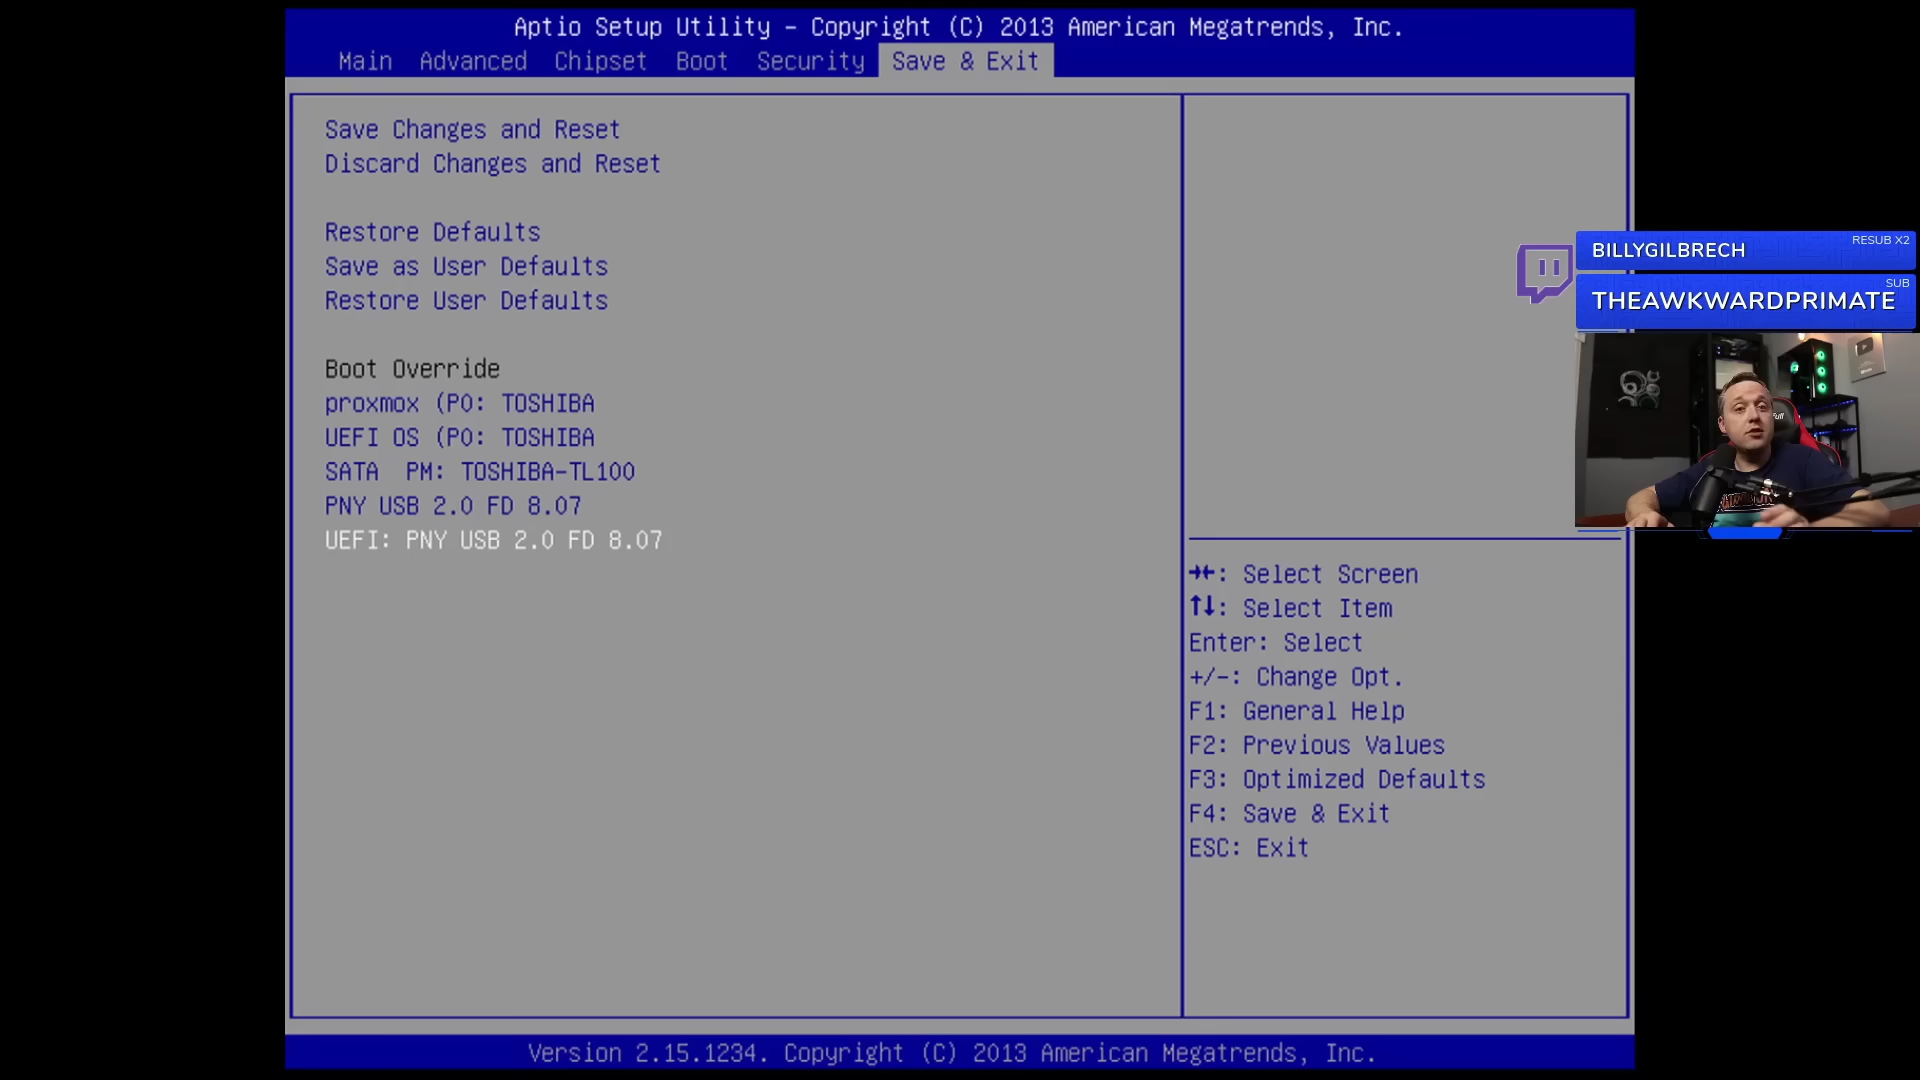 Aptio Setup Utility – Copyright (C) 2013 American Megatrends, Inc.
Main Advanced Chipset Boot Security Save & Exit
Save Changes and Reset
Discard Changes and Reset
Restore Defaults
Save as User Defaults
Restore User Defaults
Boot Override
proxmox (P0: TOSHIBA
UEFI OS (P0: TOSHIBA
SATA  PM: TOSHIBA-TL100
PNY USB 2.0 FD 8.07
UEFI: PNY USB 2.0 FD 8.07
→←: Select Screen
↑↓: Select Item
Enter: Select
+/-: Change Opt.
F1: General Help
F2: Previous Values
F3: Optimized Defaults
F4: Save & Exit
ESC: Exit
Version 2.15.1234. Copyright (C) 2013 American Megatrends, Inc.
BILLYGILBRECH
RESUB X2
THEAWKWARDPRIMATE
SUB